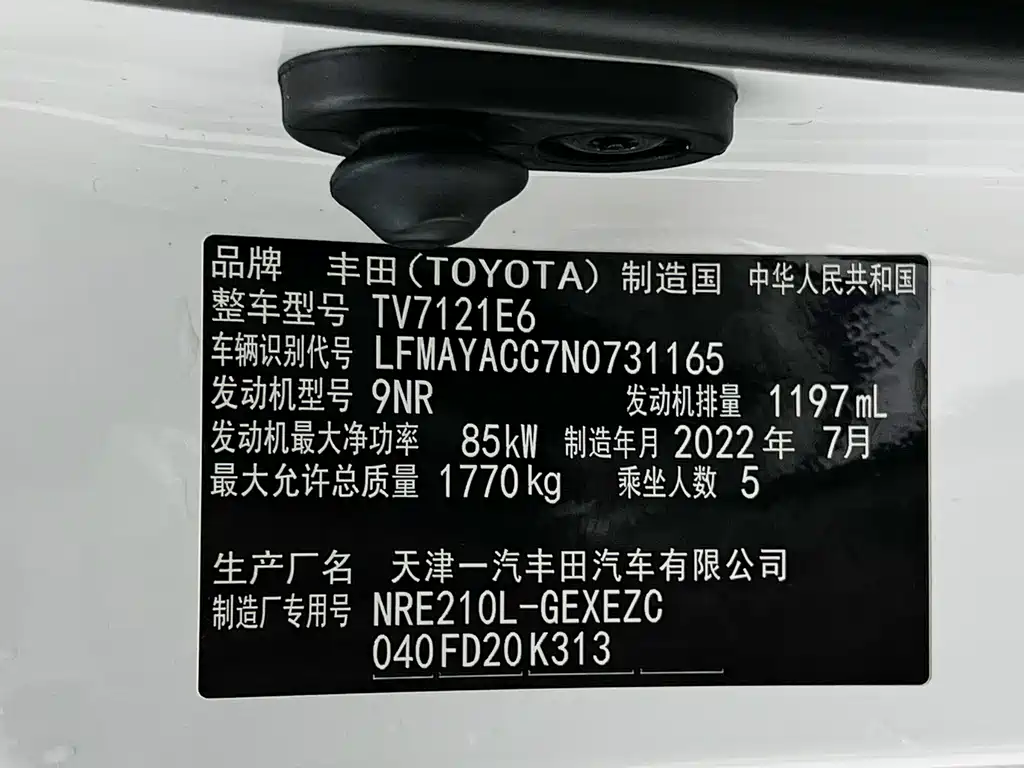 品牌 丰田(TOYOTA) 制造国 中华人民共和国
整车型号 TV7121E6
车辆识别代号 LFMAYACC7N0731165
发动机型号 9NR 发动机排量 1197mL
发动机最大净功率 85kW 制造年月 2022年 7月
最大允许总质量 1770kg 乘坐人数 5
生产厂名 天津一汽丰田汽车有限公司
制造厂专用号 NRE210L-GEXEZC
040 FD20 K313